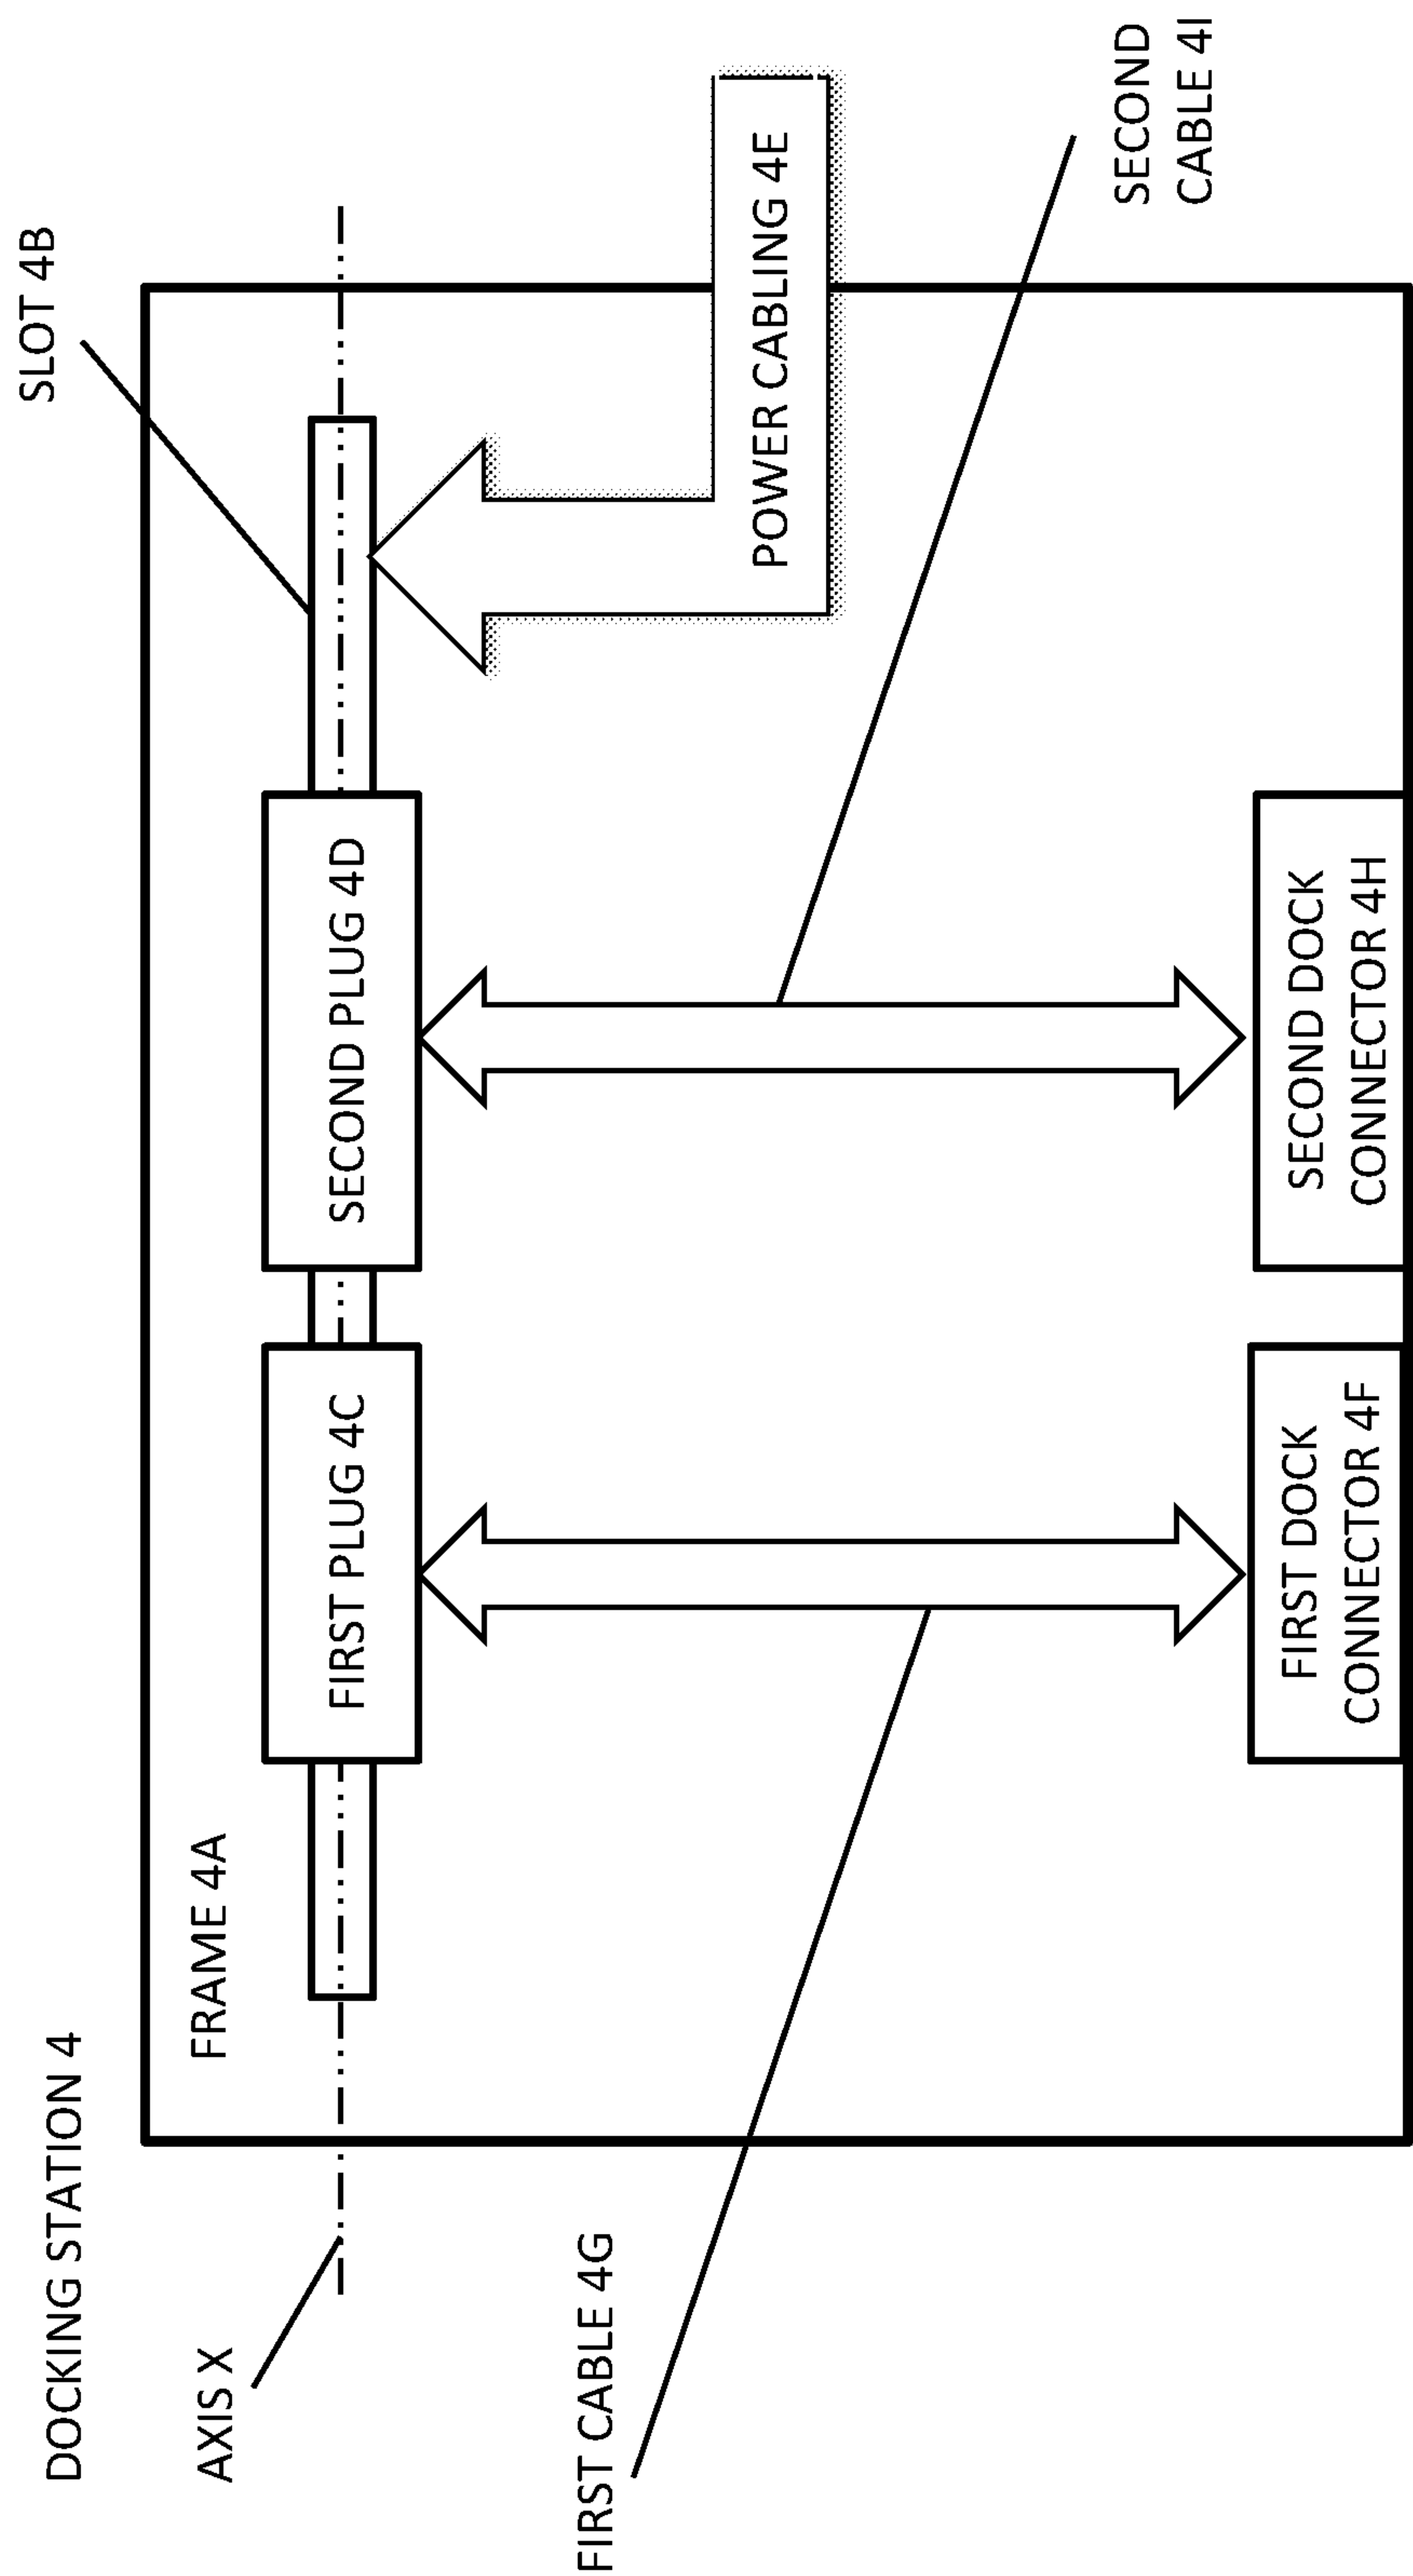 DOCKING STATION 4
SLOT 4B
AXIS X
FRAME 4A
FIRST PLUG 4C
SECOND PLUG 4D
POWER CABLING 4E
FIRST CABLE 4G
SECOND
CABLE 4I
FIRST DOCK
CONNECTOR 4F
SECOND DOCK
CONNECTOR 4H